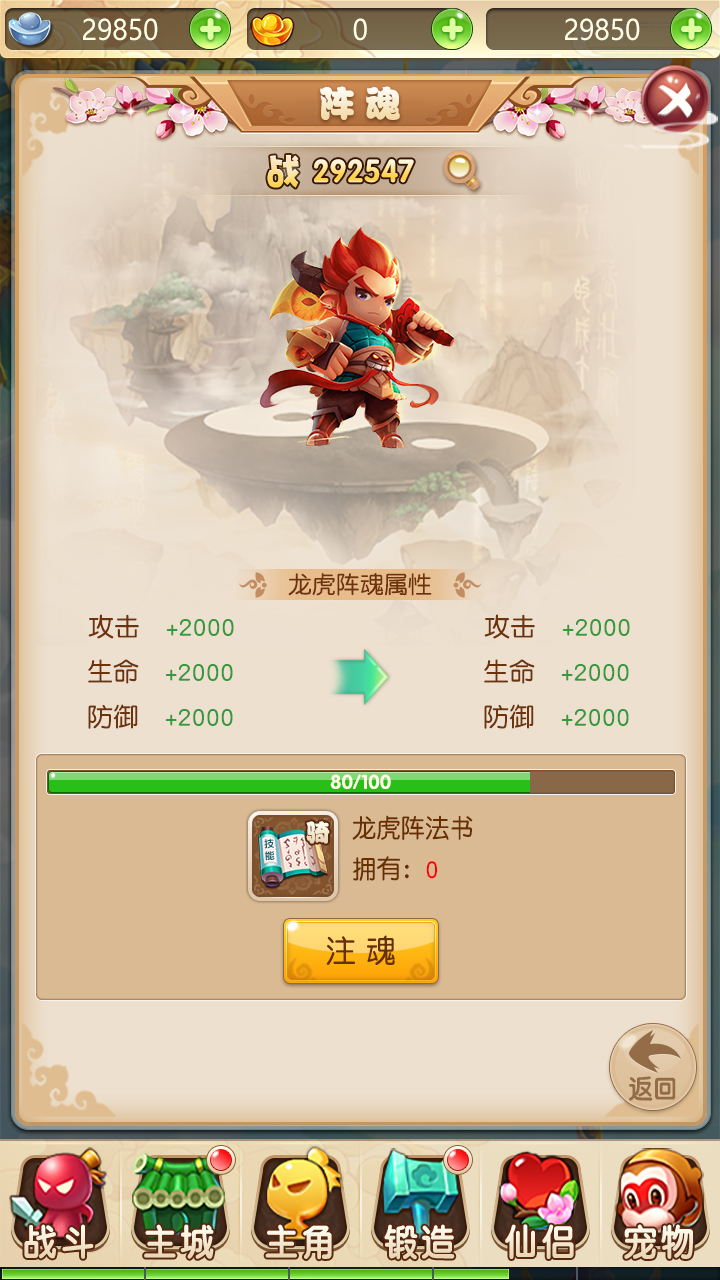 29850 0 29850
阵魂
战 292547
龙虎阵魂属性
攻击 +2000 攻击 +2000
生命 +2000 生命 +2000
防御 +2000 防御 +2000
80/100
骑
技能
龙虎阵法书
拥有：0
注魂
返回
战斗 主城 主角 锻造 仙侣 宠物